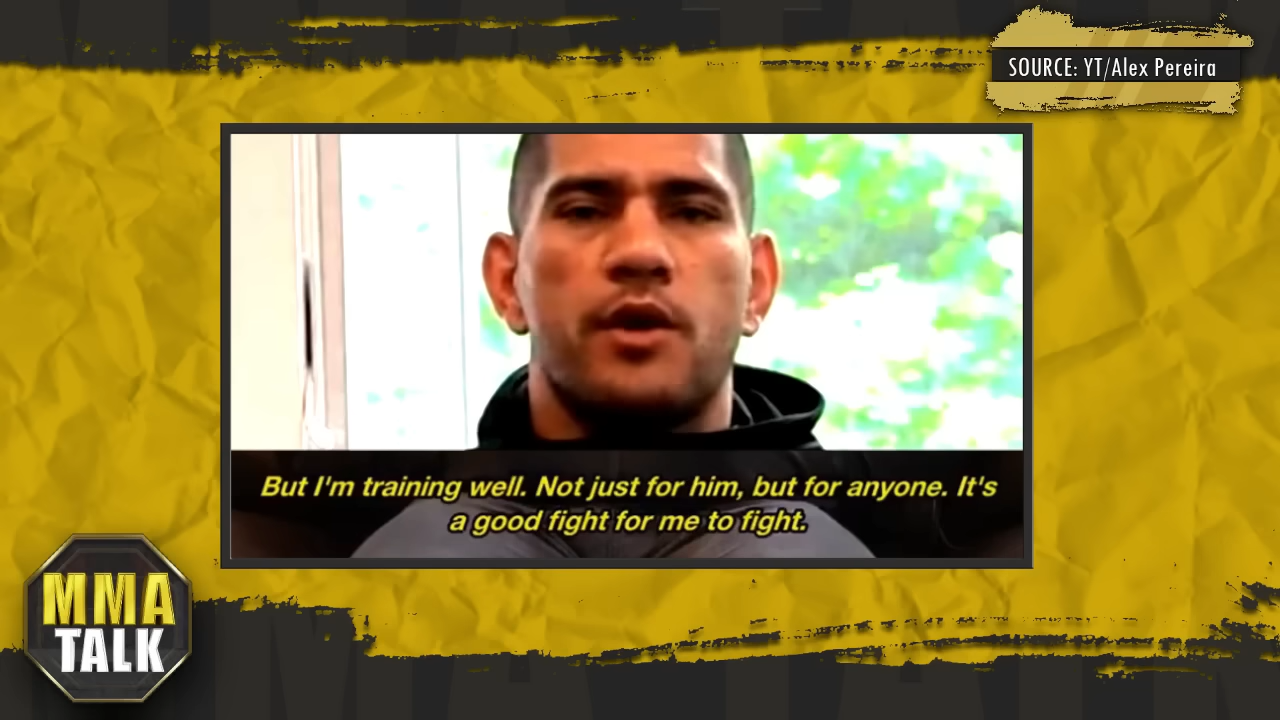 SOURCE: YT/Alex Pereira
But I'm training well. Not just for him, but for anyone. It's
a good fight for me to fight.
MMA
TALK